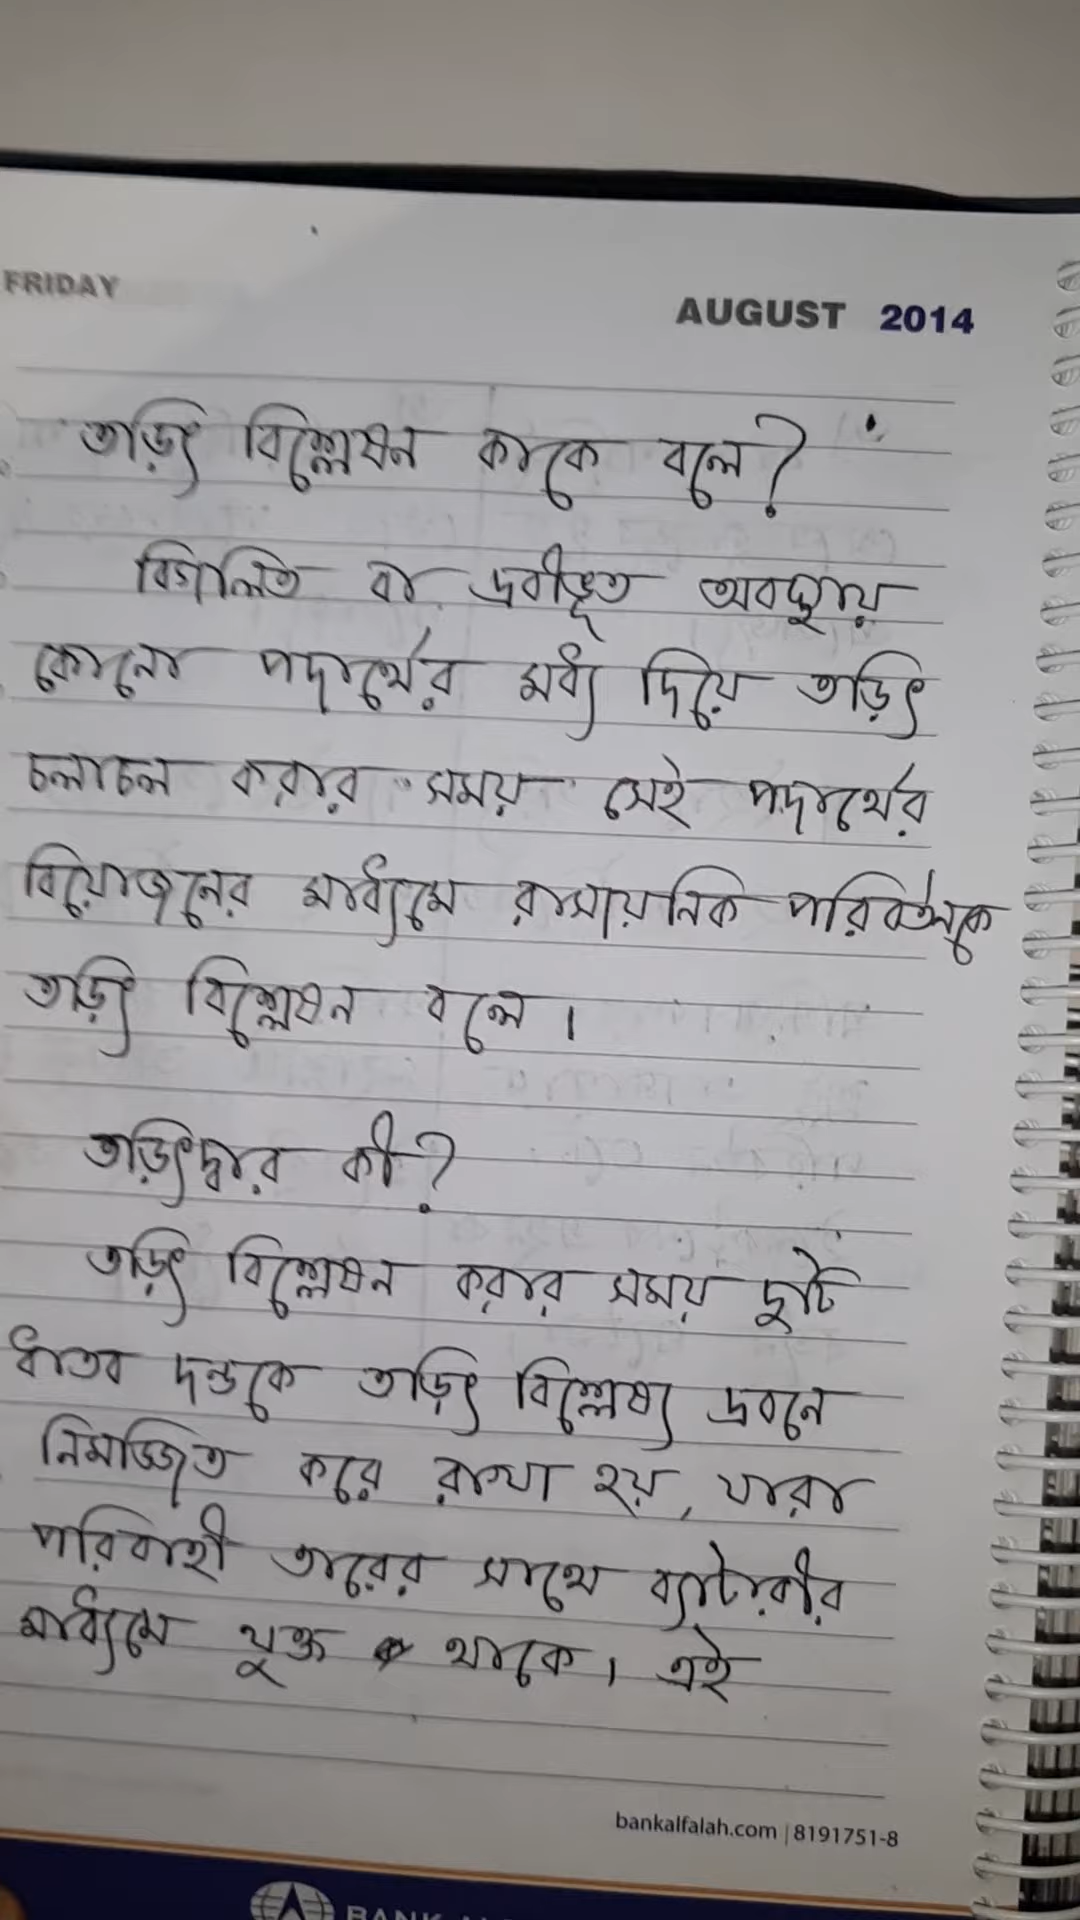 FRIDAY
AUGUST 2014
তড়িৎ বিশ্লেষন কাকে বলে?
বিগলিত বা দ্রবীভূত অবস্থায়
কোনো পদার্থের মধ্য দিয়ে তড়িৎ
চলাচল করার সময় সেই পদার্থের
বিয়োজনের মাধ্যমে রাসায়নিক পরিবর্তনকে
তড়িৎ বিশ্লেষন বলে ।
তড়িৎদ্বার কী?
তড়িৎ বিশ্লেষন করার সময় দুটি
ধাতব দন্ডকে তড়িৎ বিশ্লেষ্য দ্রবনে
নিমজ্জিত করে রাখা হয়, যারা
পরিবাহী তারের সাথে ব্যাটারীর
মাধ্যমে যুক্ত থাকে । এই
bankalfalah.com | 8191751-8
BANK